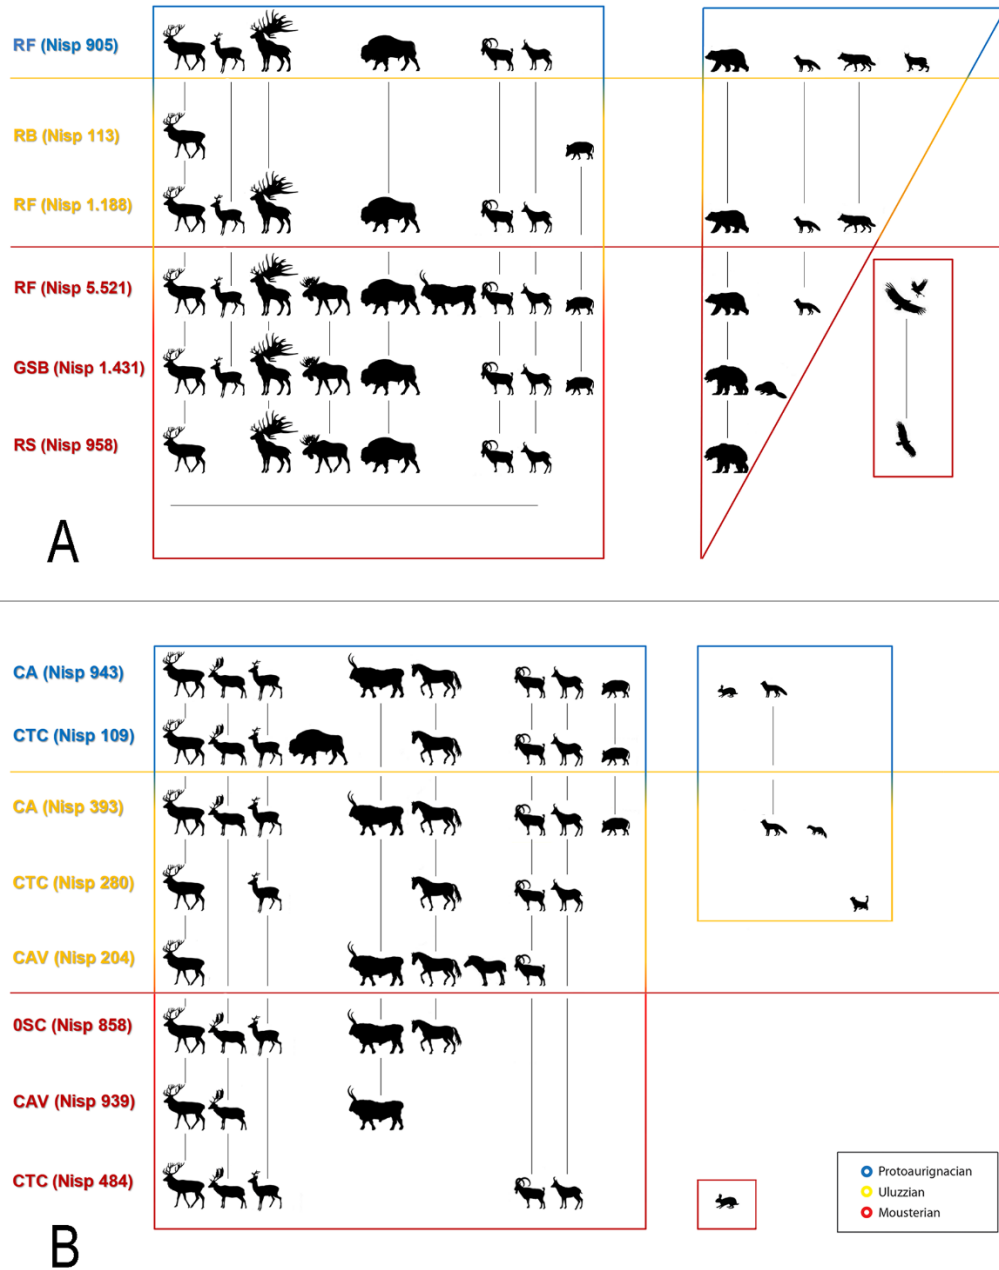 RF (Nisp 905)
RB (Nisp 113)
RF (Nisp 1.188)
RF (Nisp 5.521)
GSB (Nisp 1.431)
RS (Nisp 958)
A
CA (Nisp 943)
CTC (Nisp 109)
CA (Nisp 393)
CTC (Nisp 280)
CAV (Nisp 204)
0SC (Nisp 858)
CAV (Nisp 939)
CTC (Nisp 484)
Protoaurignacian
Uluzzian
Mousterian
B